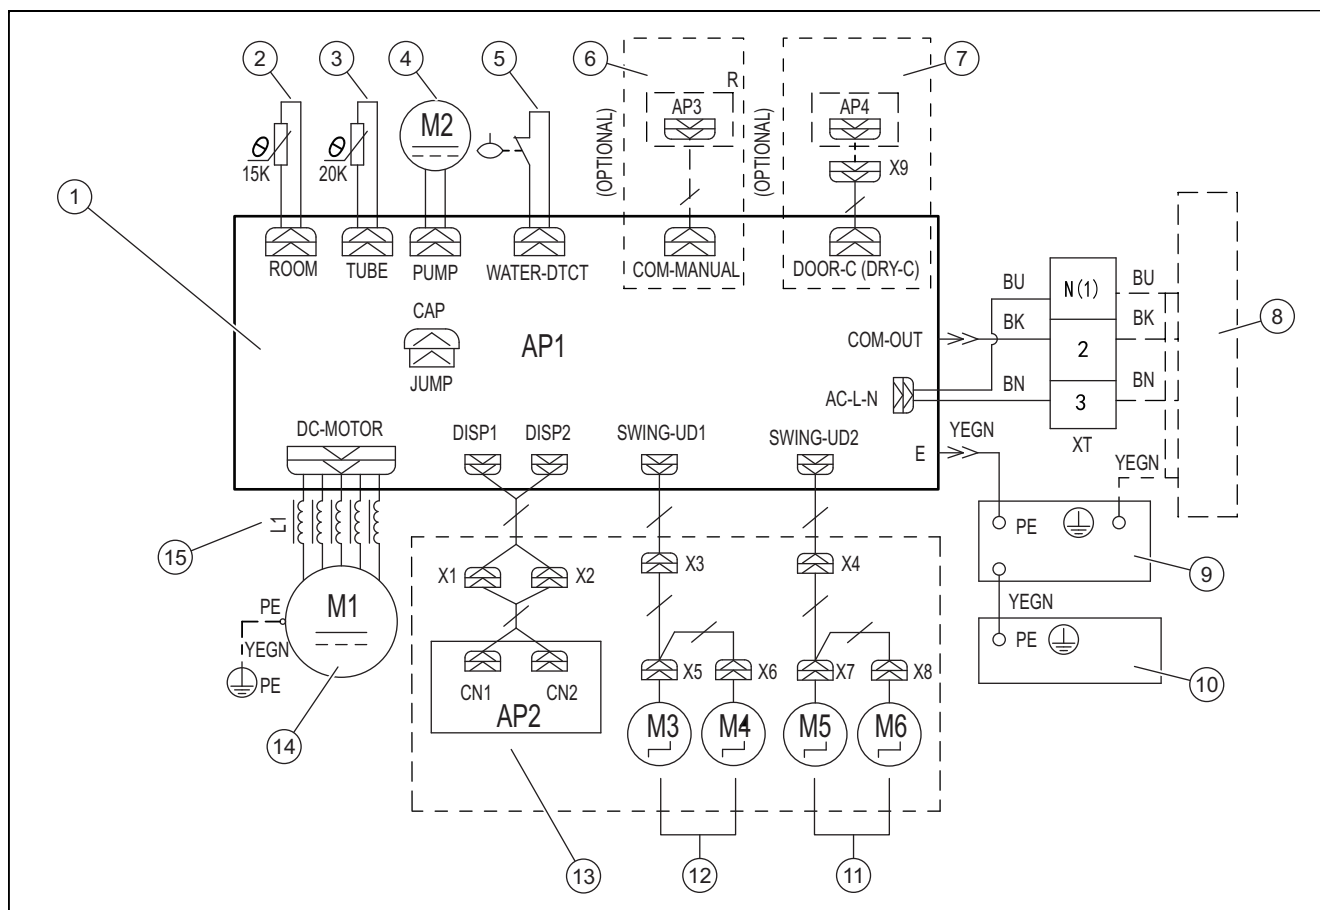 2 3 4 5 6 7
R
AP3 AP4
M2
(OPTIONAL) (OPTIONAL)
θ θ
15K 20K
X9
1
ROOM TUBE PUMP WATER-DTCT COM-MANUAL DOOR-C (DRY-C)
BU N(1) BU
CAP
8
BK BK
COM-OUT
AP1
2
JUMP
BN BN
AC-L-N
3
DC-MOTOR DISP1 DISP2 SWING-UD1 SWING-UD2
YEGN XT
E
YEGN
L1
PE
15
X1 X2 X3 X4
9
M1
PE
YEGN
YEGN
PE
PE
X5 X6 X7 X8
CN1 CN2
10
AP2
M3 M4 M5 M6
14
13 12 11